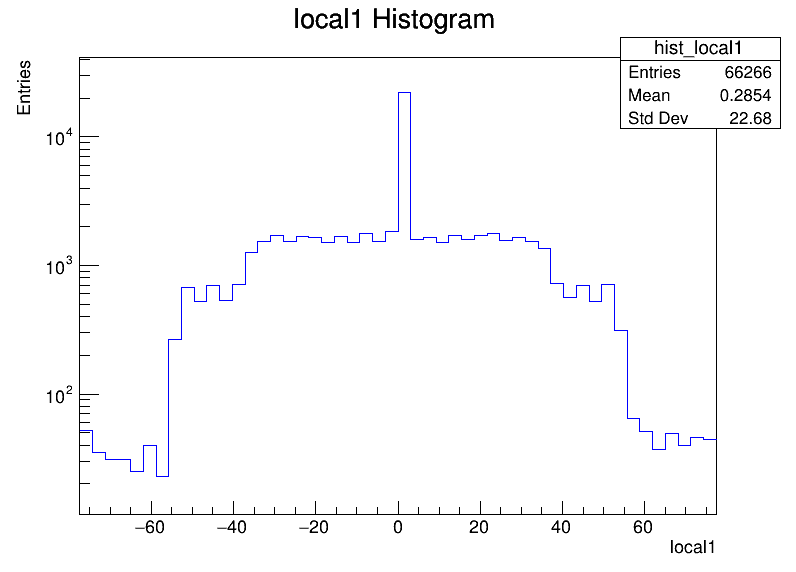 local1 Histogram
hist_local1
Entries 66266
Mean 0.2854
Std Dev 22.68
Entries
10^4
10^3
10^2
−60 −40 −20 0 20 40 60
local1